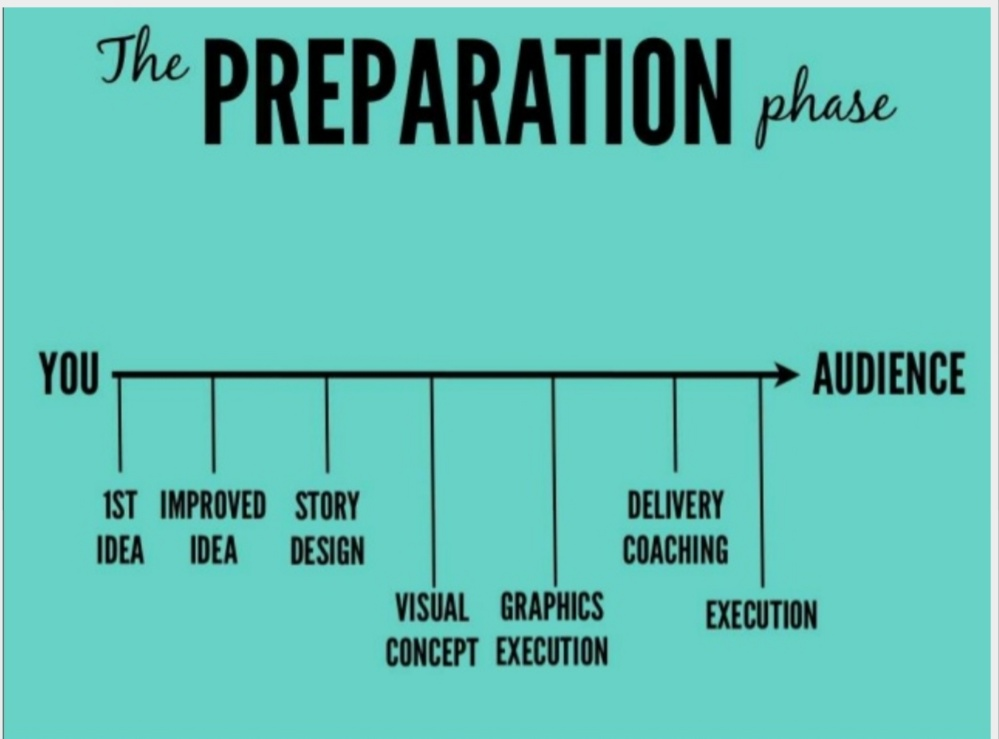 The PREPARATION phase
YOU AUDIENCE
1ST IMPROVED STORY DELIVERY
IDEA IDEA DESIGN COACHING
VISUAL GRAPHICS EXECUTION
CONCEPT EXECUTION